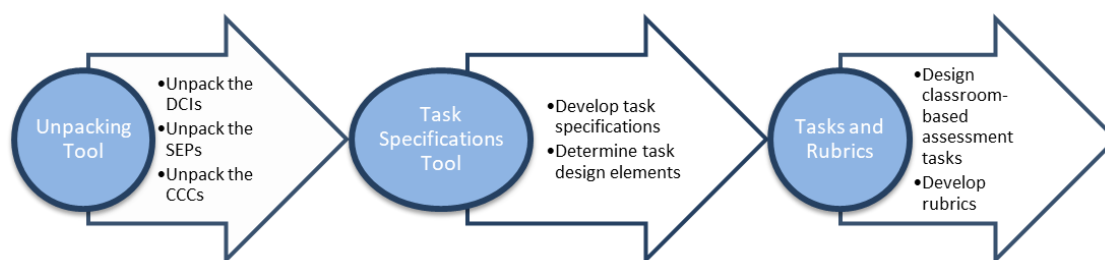 Unpacking
Tool
•Unpack the
DCIs
•Unpack the
SEPs
•Unpack the
CCCs
Task
Specifications
Tool
•Develop task
specifications
•Determine task
design elements
Tasks and
Rubrics
•Design
classroom-
based
assessment
tasks
•Develop
rubrics